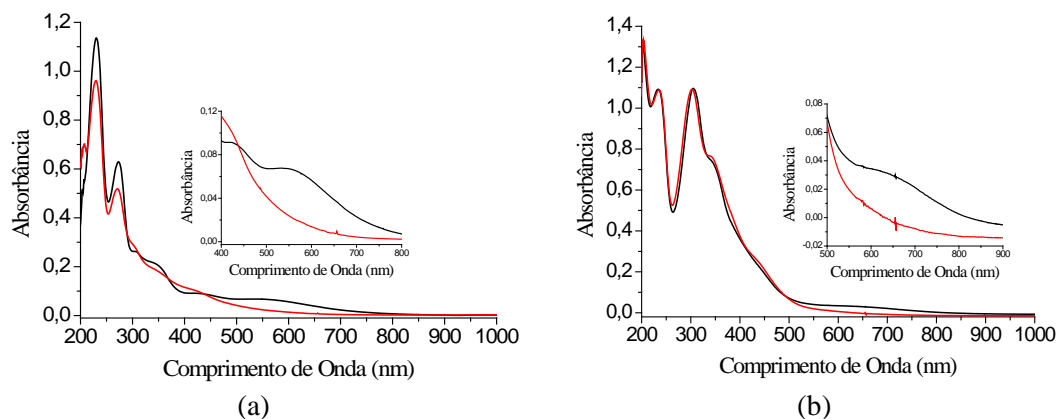 1,2
1,0
0,8
0,6
0,4
0,2
0,0
Absorbância
200 300 400 500 600 700 800 900 1000
Comprimento de Onda (nm)
0,12
0,09
0,06
0,03
0,00
Absorbância
400 500 600 700 800
Comprimento de Onda (nm)
(a)
1,4
1,2
1,0
0,8
0,6
0,4
0,2
0,0
Absorbância
200 300 400 500 600 700 800 900 1000
Comprimento de Onda (nm)
0,08
0,06
0,04
0,02
0,00
-0,02
Absorbância
500 600 700 800 900
Comprimento de Onda (nm)
(b)